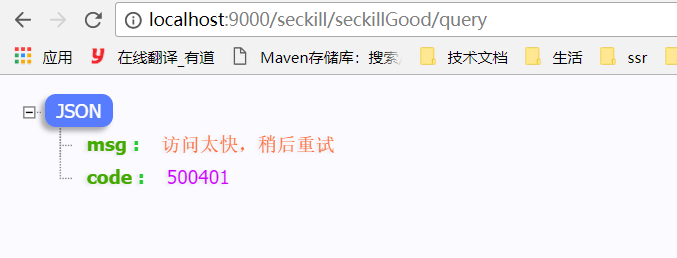 localhost:9000/seckill/seckillGood/query
应用 在线翻译_有道 Maven存储库：搜索 技术文档 生活 ssr
JSON
msg : 访问太快，稍后重试
code : 500401